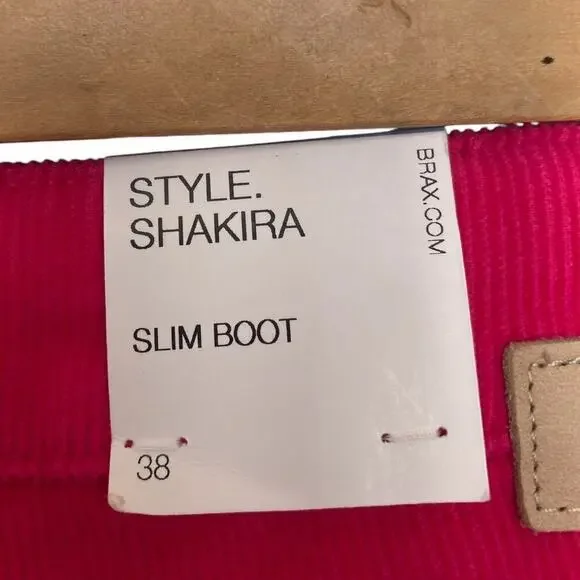 STYLE.
SHAKIRA
BRAX.COM
SLIM BOOT
38